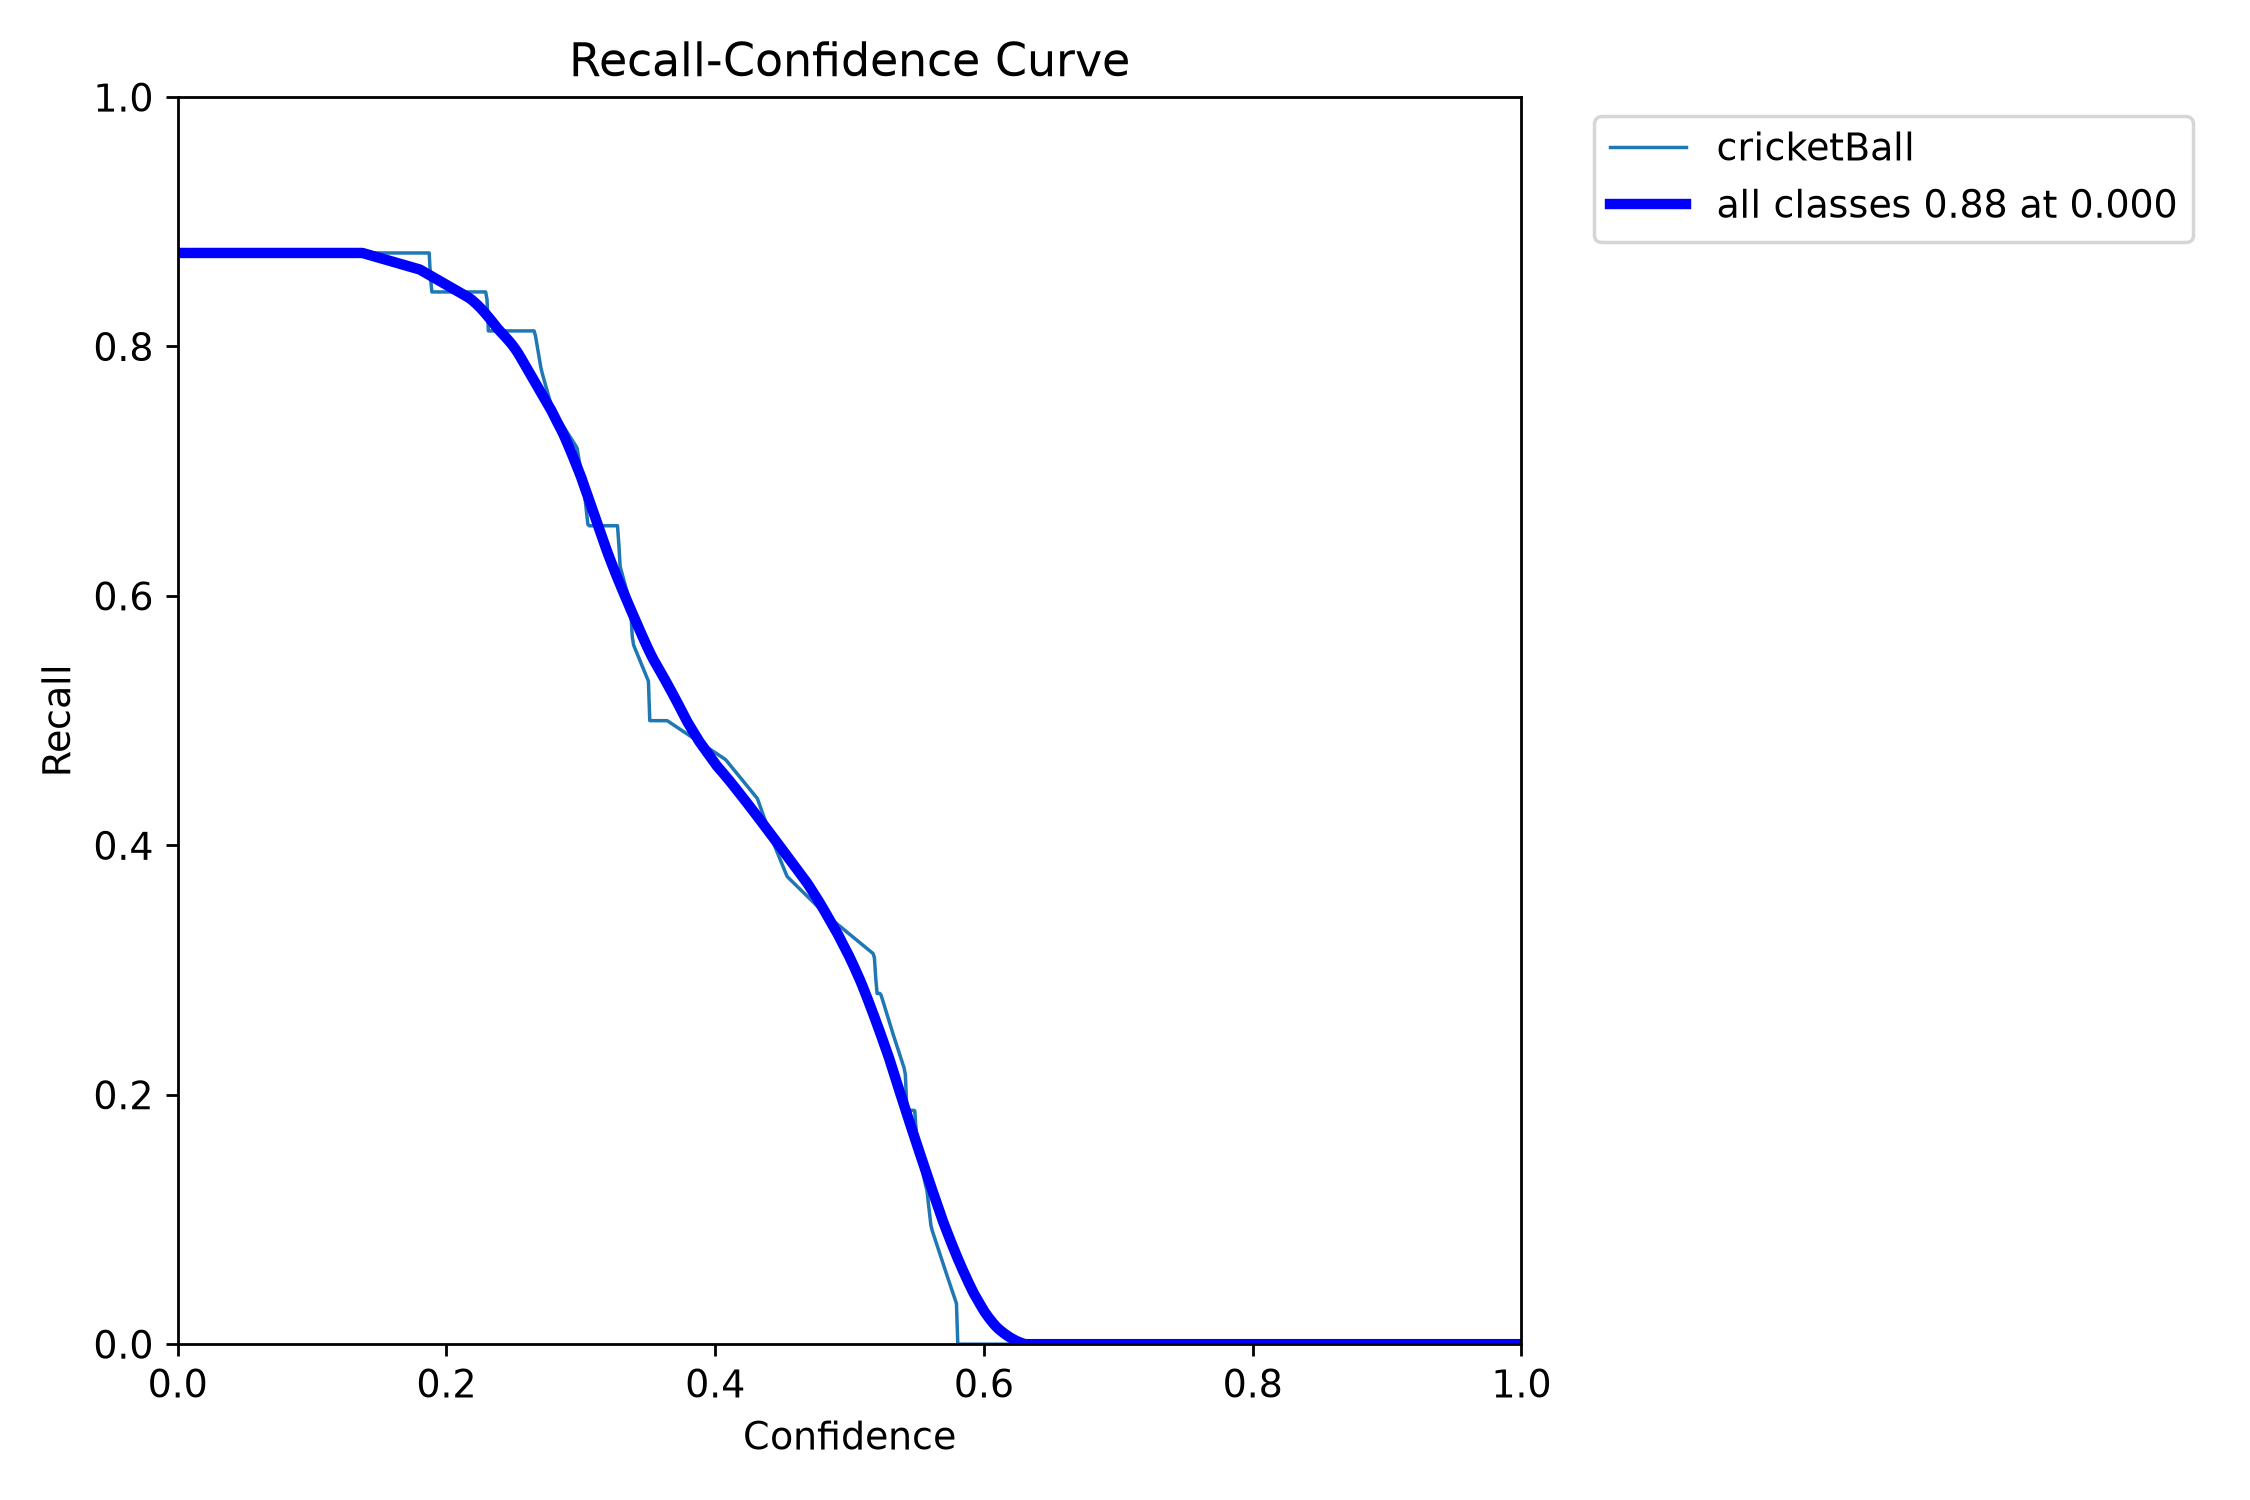 Recall-Confidence Curve
cricketBall
all classes 0.88 at 0.000
1.0
0.8
0.6
0.4
0.2
0.0
Recall
0.0 0.2 0.4 0.6 0.8 1.0
Confidence